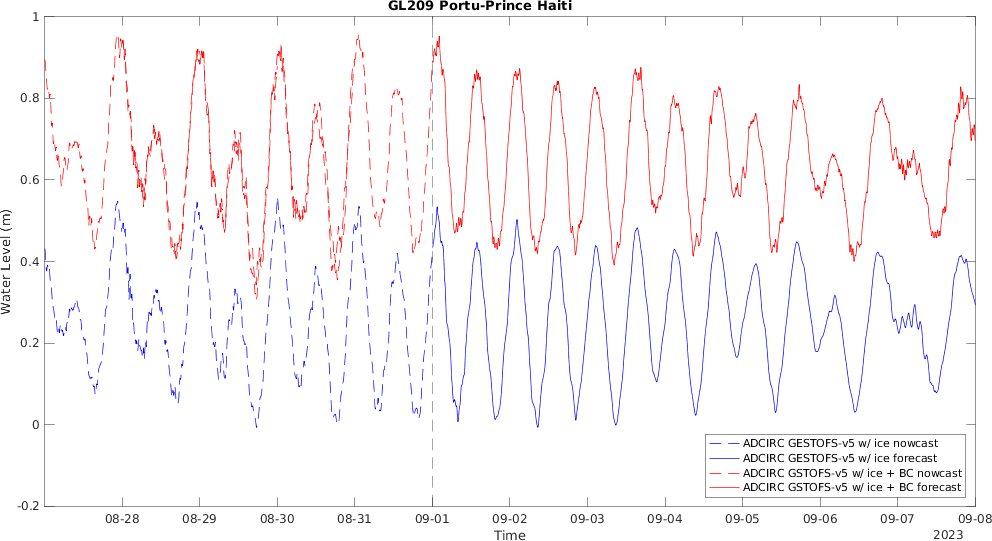 GL209 Portu-Prince Haiti
1
0.8
0.6
0.4
0.2
0
-0.2
Water Level (m)
ADCIRC GESTOFS-v5 w/ ice nowcast
ADCIRC GESTOFS-v5 w/ ice forecast
ADCIRC GSTOFS-v5 w/ ice + BC nowcast
ADCIRC GSTOFS-v5 w/ ice + BC forecast
08-28 08-29 08-30 08-31 09-01 09-02 09-03 09-04 09-05 09-06 09-07 09-08
Time
2023